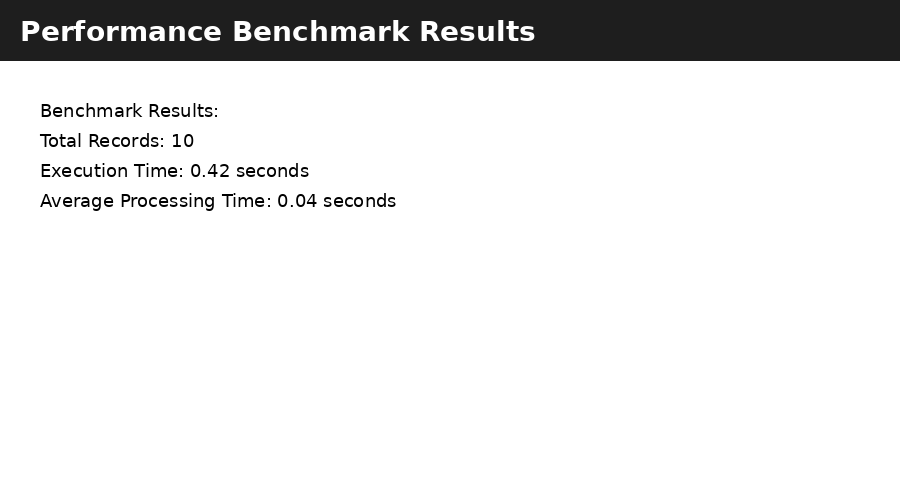 Performance Benchmark Results
Benchmark Results:
Total Records: 10
Execution Time: 0.42 seconds
Average Processing Time: 0.04 seconds